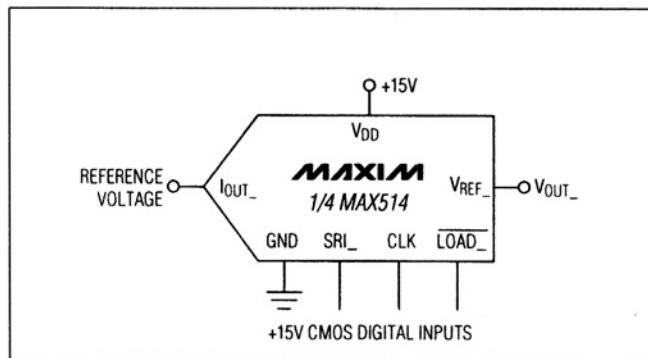 +15V
VDD
MAXIM
1/4 MAX514
REFERENCE
VOLTAGE
IOUT_
VREF_
VOUT_
GND SRI_ CLK LOAD_
+15V CMOS DIGITAL INPUTS